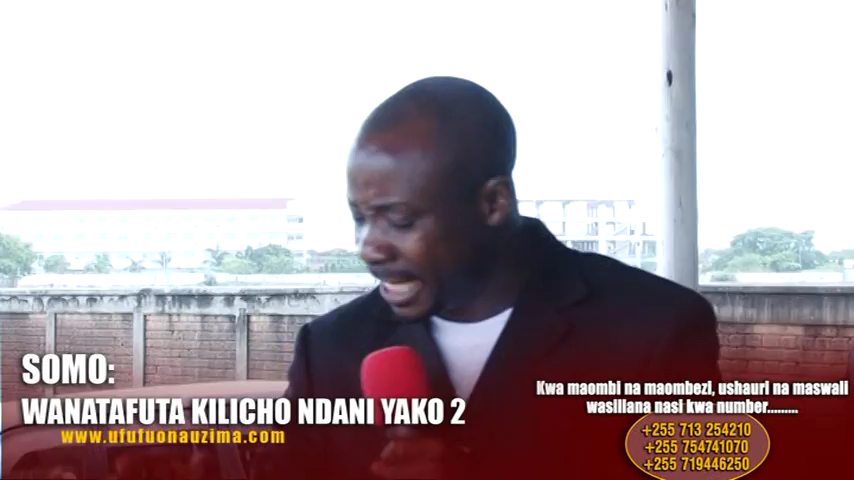 SOMO:
WANATAFUTA KILICHO NDANI YAKO 2
www.ufufuonauzima.com
Kwa maombi na maombezi, ushauri na maswali
wasiliana nasi kwa number.........
+255 713 254210
+255 754741070
+255 719446250